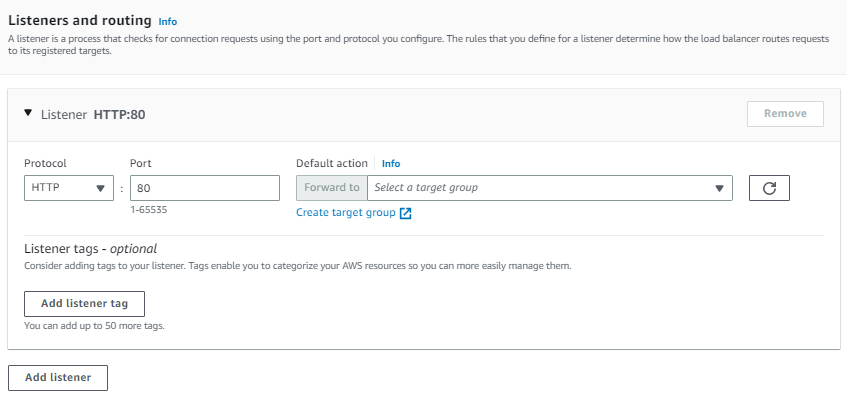 Listeners and routing Info
A listener is a process that checks for connection requests using the port and protocol you configure. The rules that you define for a listener determine how the load balancer routes requests
to its registered targets.
Listener HTTP:80
Remove
Protocol Port Default action Info
HTTP : 80 Forward to Select a target group
1-65535 Create target group
Listener tags - optional
Consider adding tags to your listener. Tags enable you to categorize your AWS resources so you can more easily manage them.
Add listener tag
You can add up to 50 more tags.
Add listener